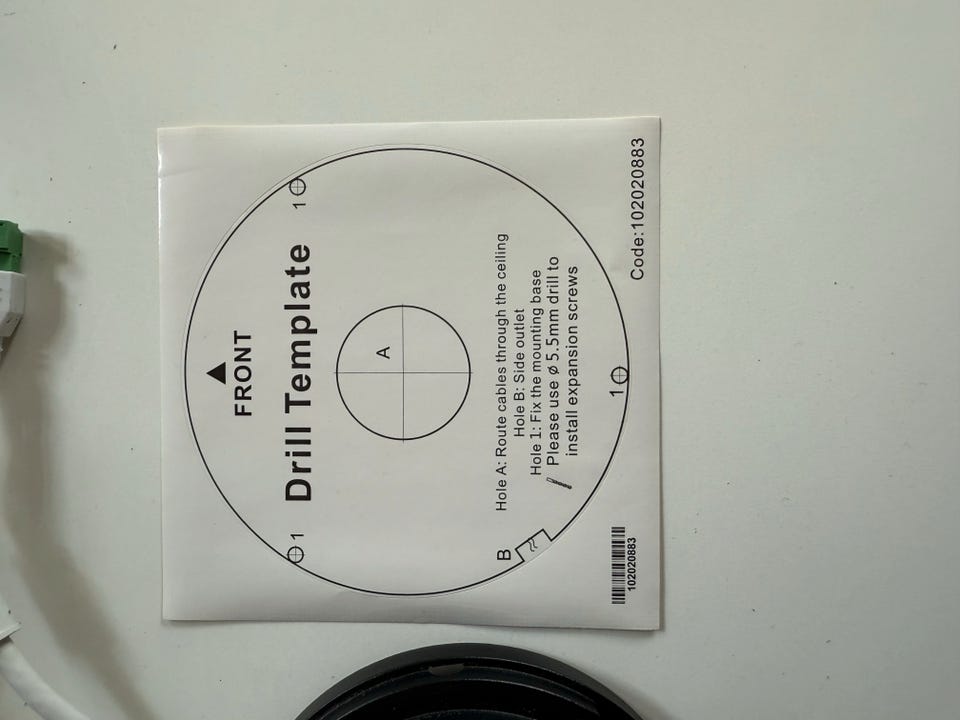 FRONT
Drill Template
1
1
A
Hole A: Route cables through the ceiling
Hole B: Side outlet
Hole 1: Fix the mounting base
Please use ø 5.5mm drill to
install expansion screws
B
1
102020883
Code:102020883